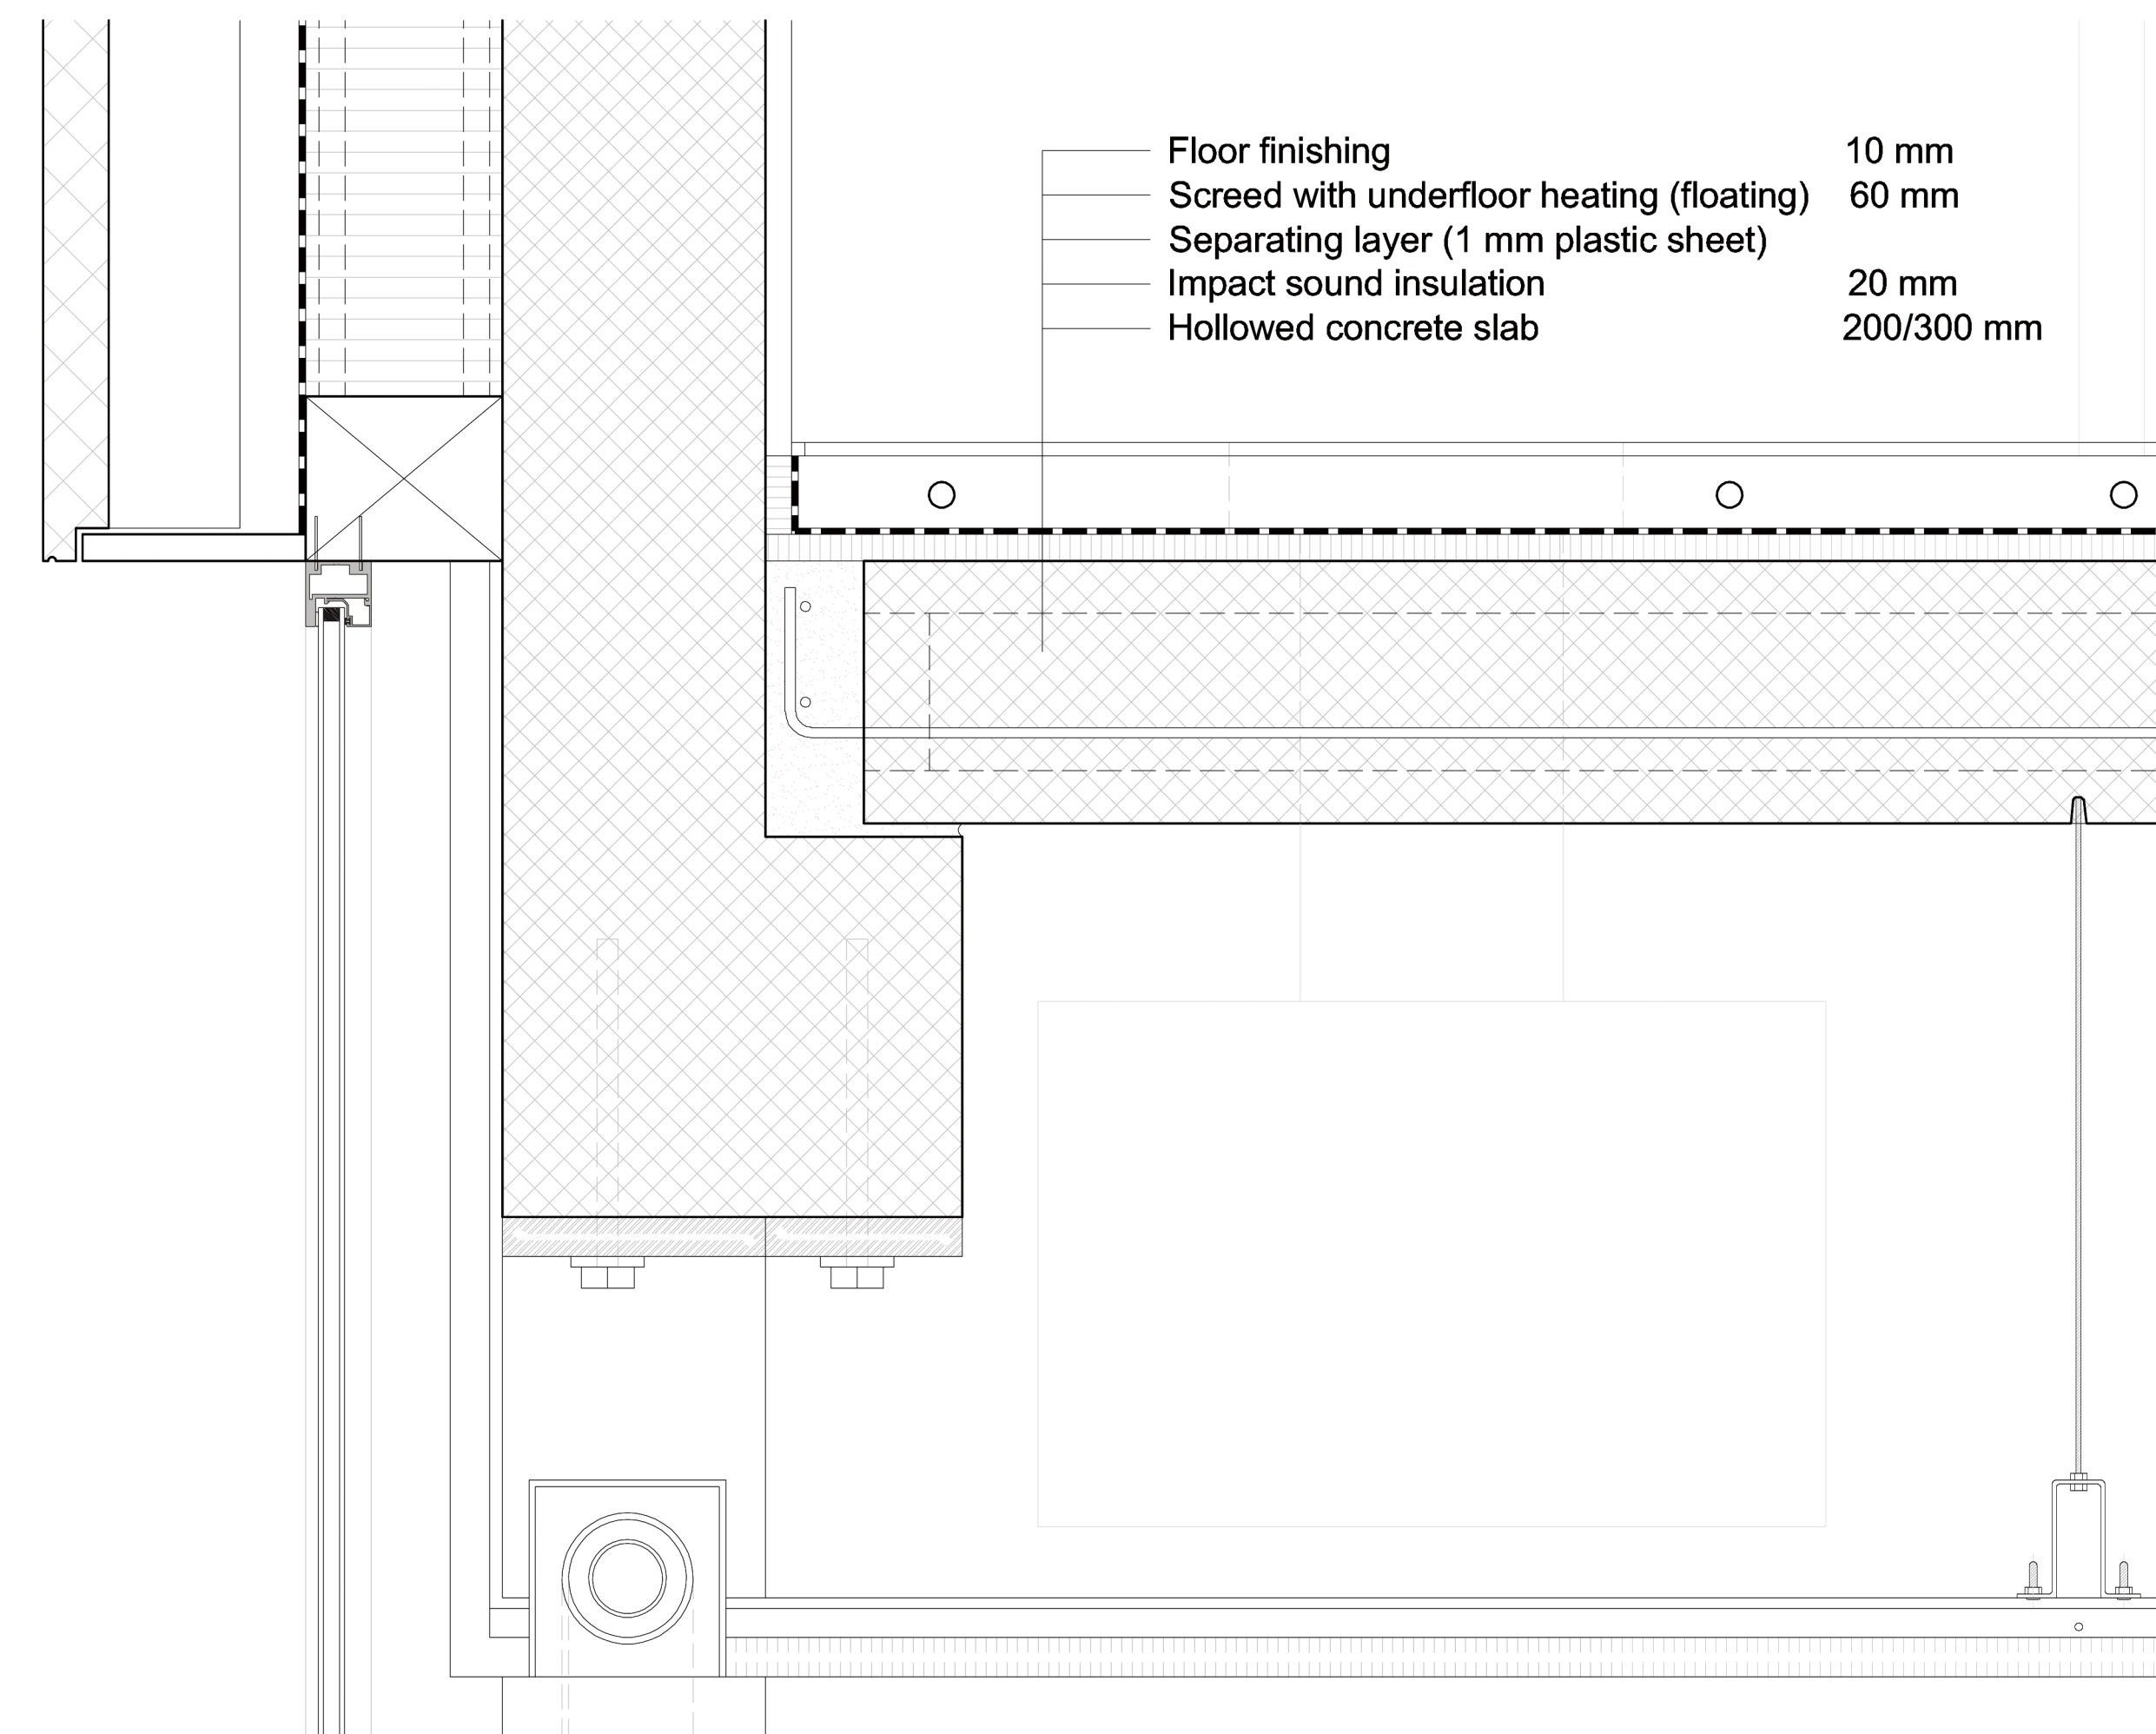 Floor finishing 10 mm
Screed with underfloor heating (floating) 60 mm
Separating layer (1 mm plastic sheet)
Impact sound insulation 20 mm
Hollowed concrete slab 200/300 mm